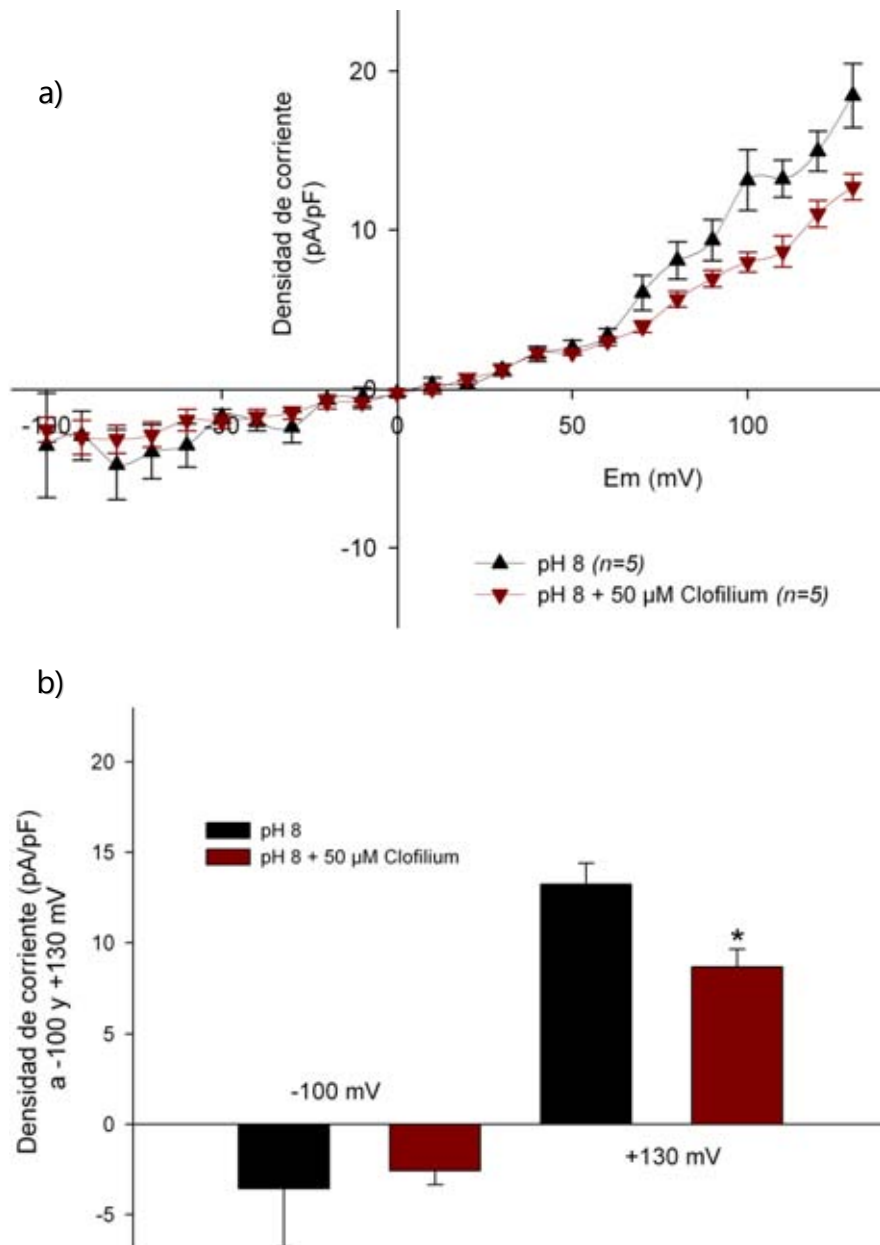 a)
Densidad de corriente
(pA/pF)
20
10
0
-100
-50
0
50
100
Em (mV)
-10
pH 8 (n=5)
pH 8 + 50 µM Clofilium (n=5)
b)
Densidad de corriente (pA/pF)
a -100 y +130 mV
20
15
10
5
0
-5
pH 8
pH 8 + 50 µM Clofilium
*
-100 mV
+130 mV